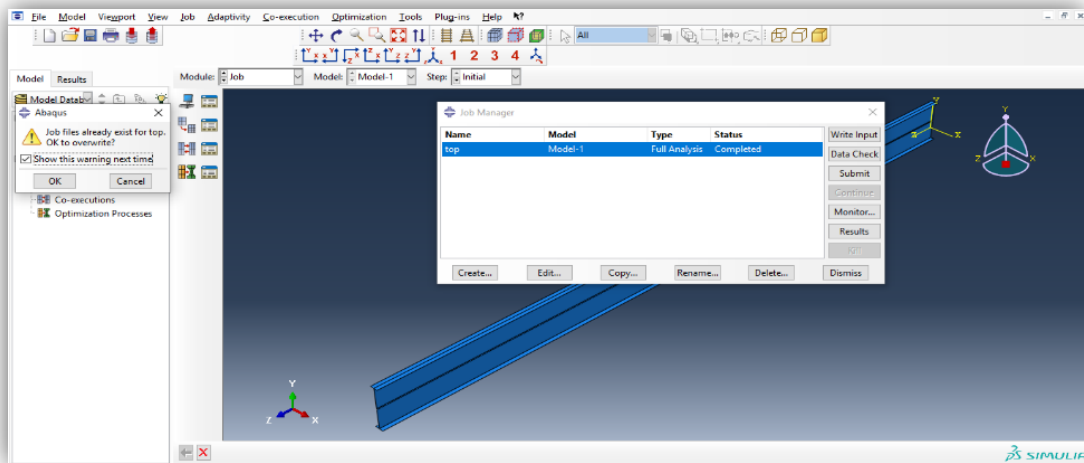 File Model Viewport View Job Adaptivity Co-execution Optimization Tools Plug-ins Help
All
1 2 3 4
Model Results
Module: Job Model: Model-1 Step: Initial
Model Datab
Abaqus
Job files already exist for top.
OK to overwrite?
Show this warning next time
OK Cancel
Co-executions
Optimization Processes
Job Manager
Name Model Type Status
top Model-1 Full Analysis Completed
Write Input
Data Check
Submit
Continue
Monitor...
Results
Kill
Create... Edit... Copy... Rename... Delete... Dismiss
Y
X
Z
Y
Z X
Y
Z X
SIMULIA